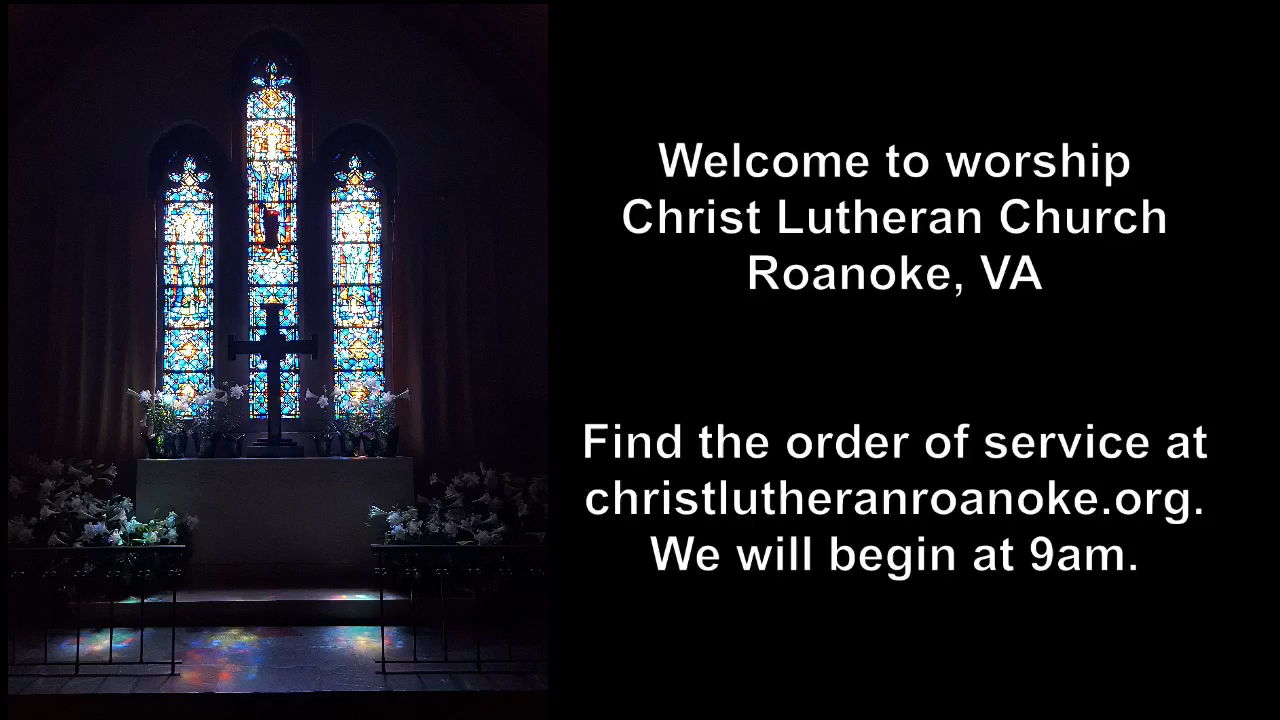 Welcome to worship
Christ Lutheran Church
Roanoke, VA
Find the order of service at
christlutheranroanoke.org.
We will begin at 9am.